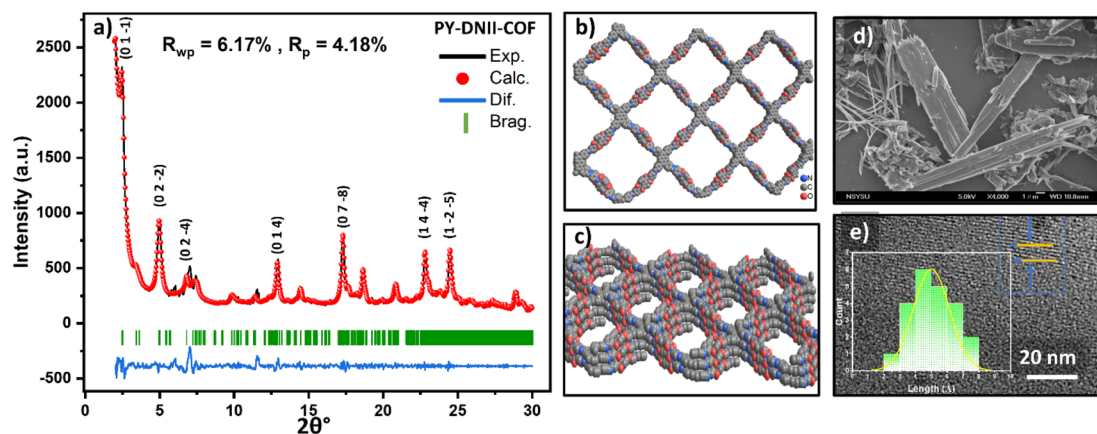 a)
PY-DNII-COF
R_wp = 6.17% , R_p = 4.18%
Exp.
Calc.
Dif.
Brag.
(0 1 -1)
(0 2 -2)
(0 2 -4)
(0 1 4)
(0 7 -8)
(1 4 -4)
(1 -2 -5)
Intensity (a.u.)
2500
2000
1500
1000
500
0
-500
0 5 10 15 20 25 30
2θ°
b)
N
C
O
c)
d)
NSYSU 5.0kV X4,000 1μm WD 10.8mm
e)
Count
Length (Å)
20 nm